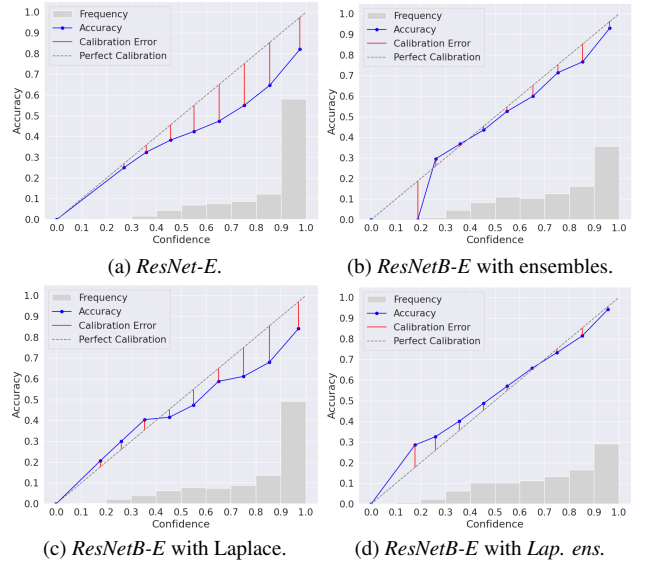 Frequency
Accuracy
Calibration Error
Perfect Calibration
Accuracy
1.0
0.9
0.8
0.7
0.6
0.5
0.4
0.3
0.2
0.1
0.0
0.0 0.1 0.2 0.3 0.4 0.5 0.6 0.7 0.8 0.9 1.0
Confidence
(a) ResNet-E.
Frequency
Accuracy
Calibration Error
Perfect Calibration
Accuracy
1.0
0.9
0.8
0.7
0.6
0.5
0.4
0.3
0.2
0.1
0.0
0.0 0.1 0.2 0.3 0.4 0.5 0.6 0.7 0.8 0.9 1.0
Confidence
(b) ResNetB-E with ensembles.
Frequency
Accuracy
Calibration Error
Perfect Calibration
Accuracy
1.0
0.9
0.8
0.7
0.6
0.5
0.4
0.3
0.2
0.1
0.0
0.0 0.1 0.2 0.3 0.4 0.5 0.6 0.7 0.8 0.9 1.0
Confidence
(c) ResNetB-E with Laplace.
Frequency
Accuracy
Calibration Error
Perfect Calibration
Accuracy
1.0
0.9
0.8
0.7
0.6
0.5
0.4
0.3
0.2
0.1
0.0
0.0 0.1 0.2 0.3 0.4 0.5 0.6 0.7 0.8 0.9 1.0
Confidence
(d) ResNetB-E with Lap. ens.